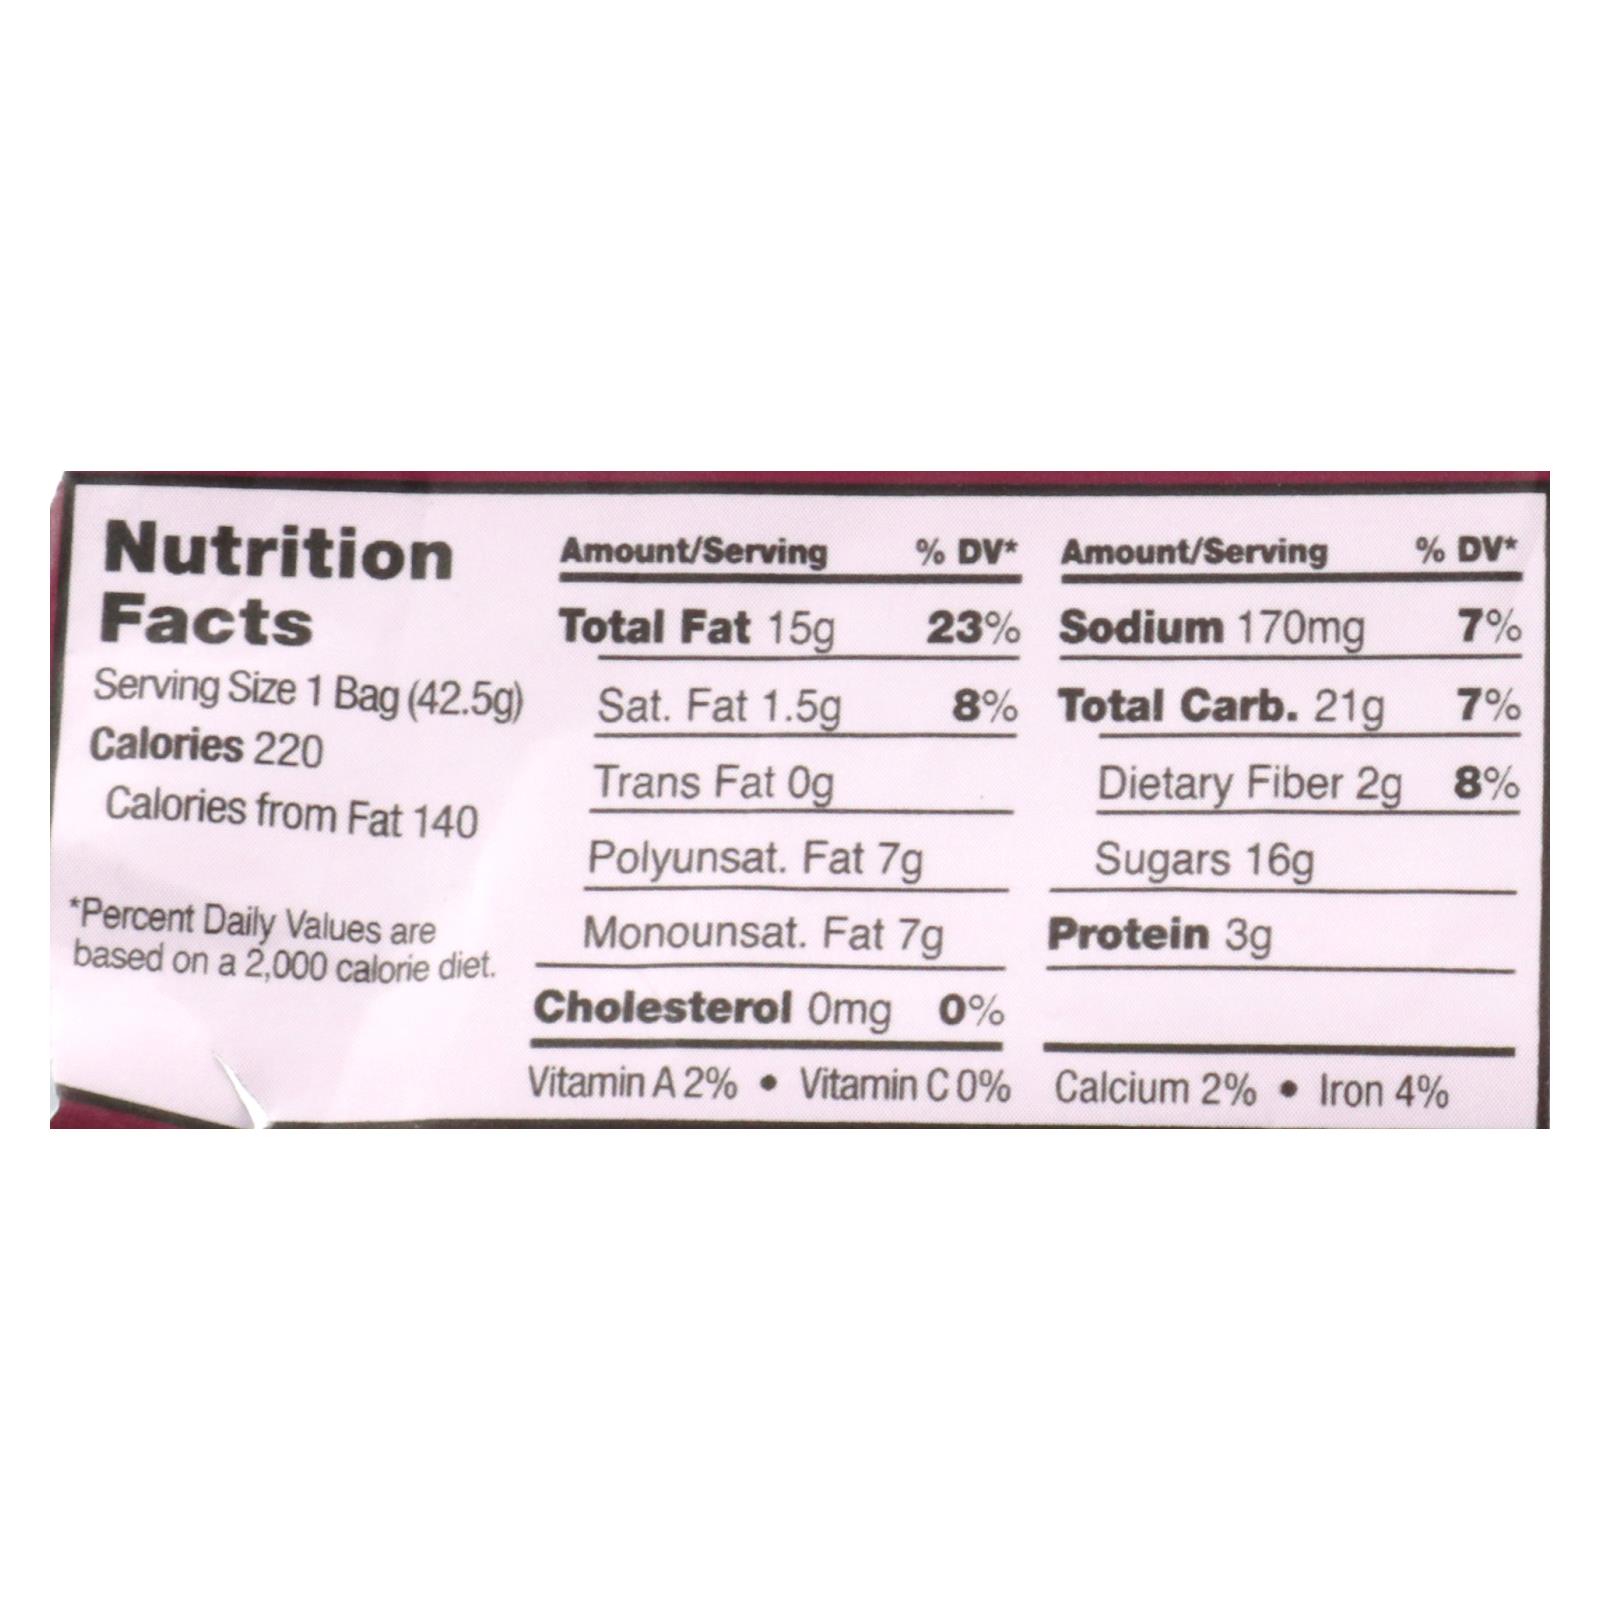 Nutrition
Facts
Serving Size 1 Bag (42.5g)
Calories 220
Calories from Fat 140
*Percent Daily Values are
based on a 2,000 calorie diet.
Amount/Serving % DV*
Total Fat 15g 23%
Sat. Fat 1.5g 8%
Trans Fat 0g
Polyunsat. Fat 7g
Monounsat. Fat 7g
Cholesterol 0mg 0%
Amount/Serving % DV*
Sodium 170mg 7%
Total Carb. 21g 7%
Dietary Fiber 2g 8%
Sugars 16g
Protein 3g
Vitamin A 2% • Vitamin C 0% Calcium 2% • Iron 4%